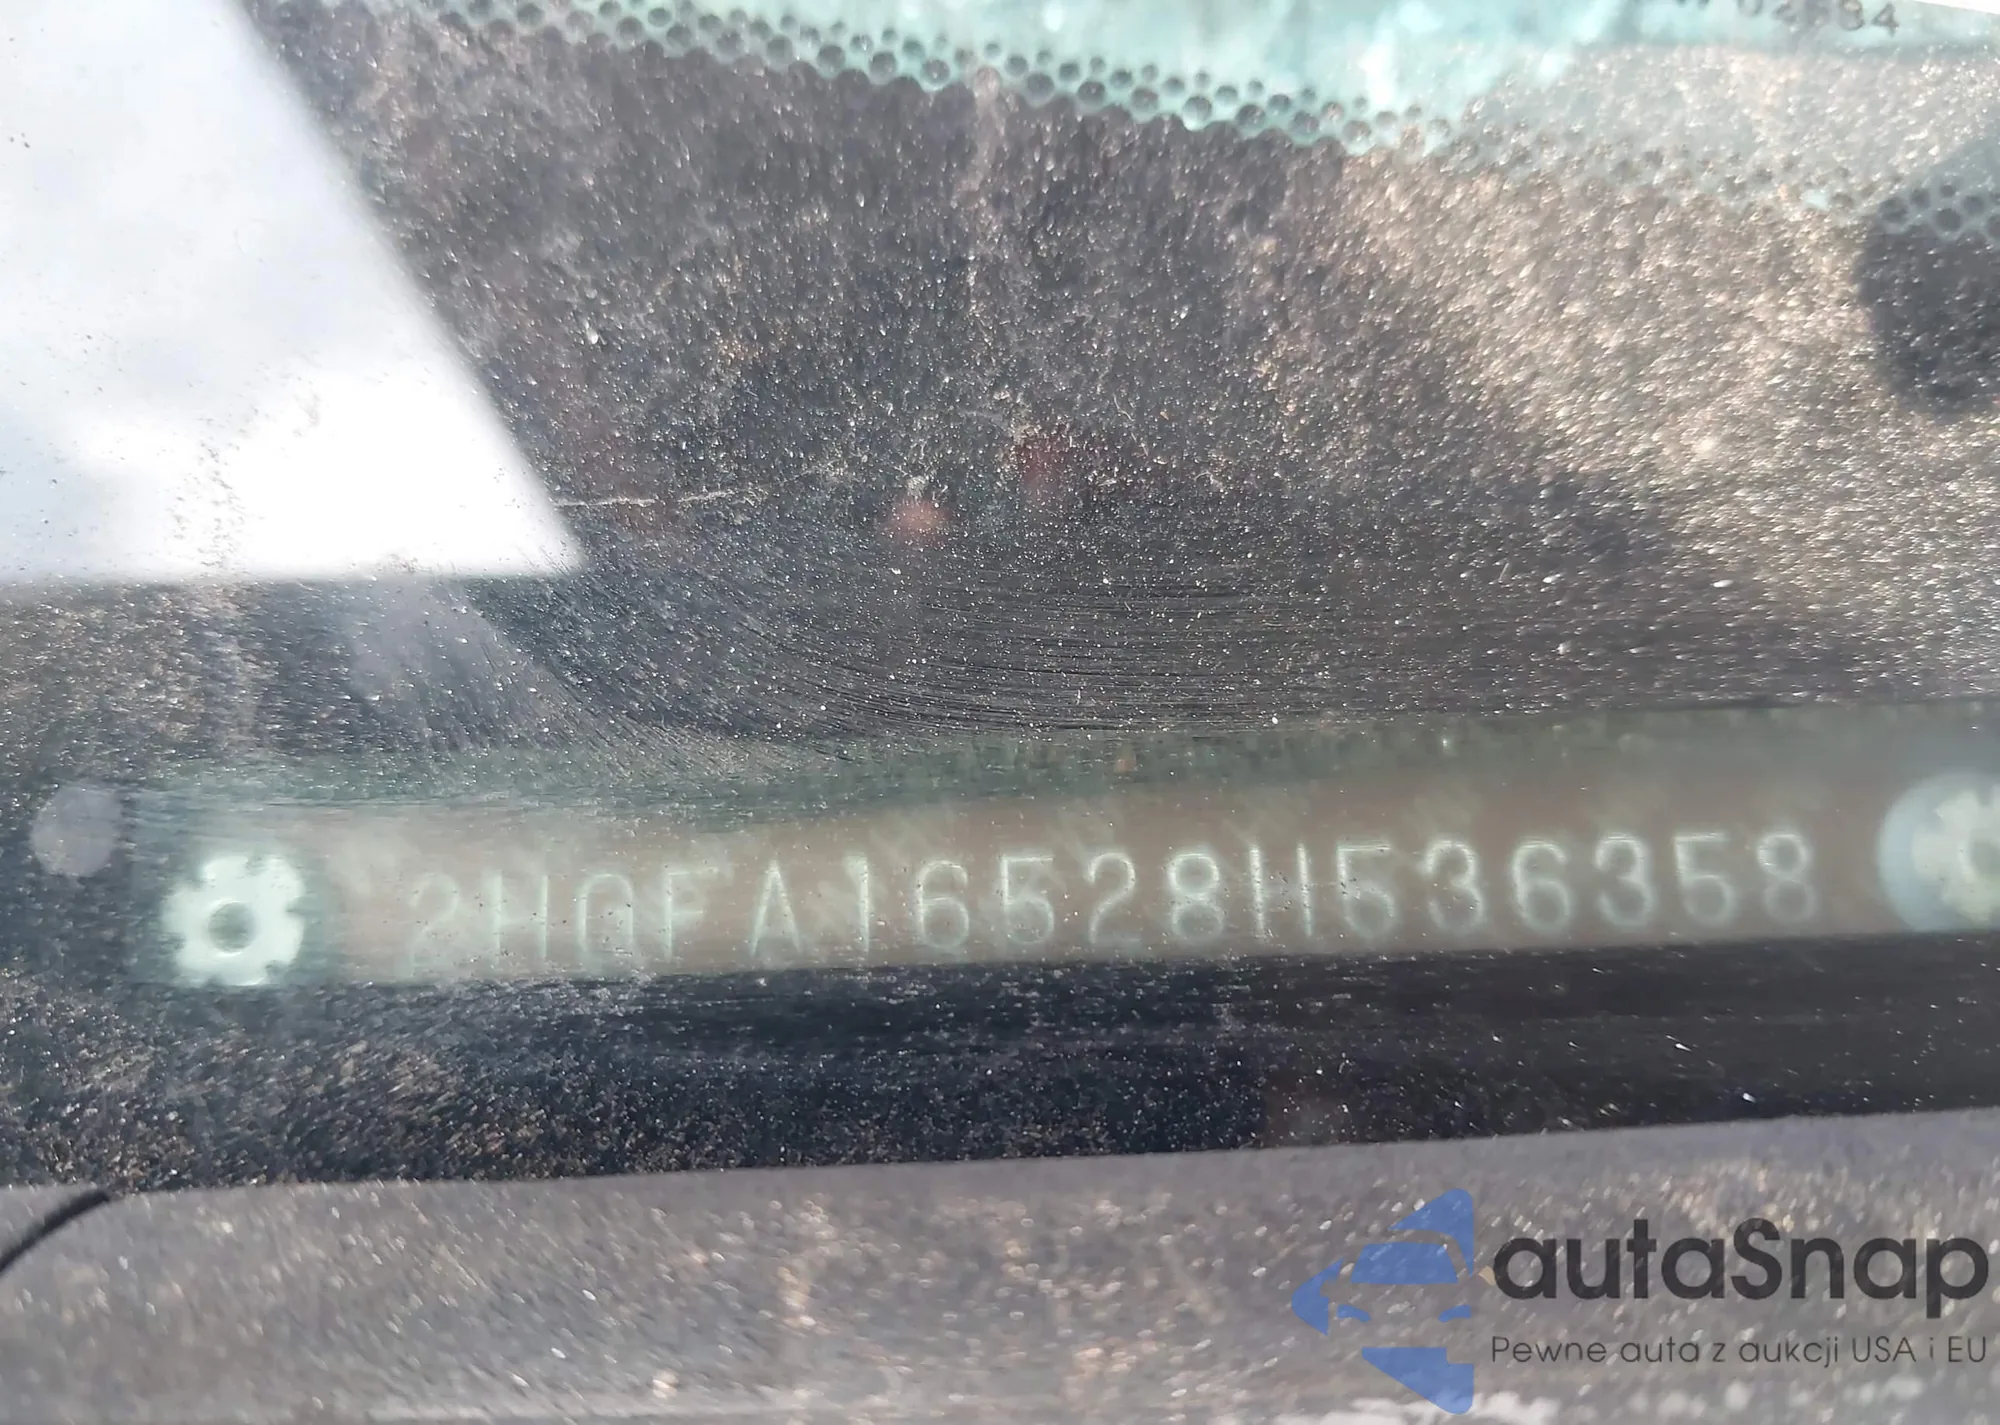 2HGFA16528H536358
autaSnap
Pewne auta z aukcji USA i EU